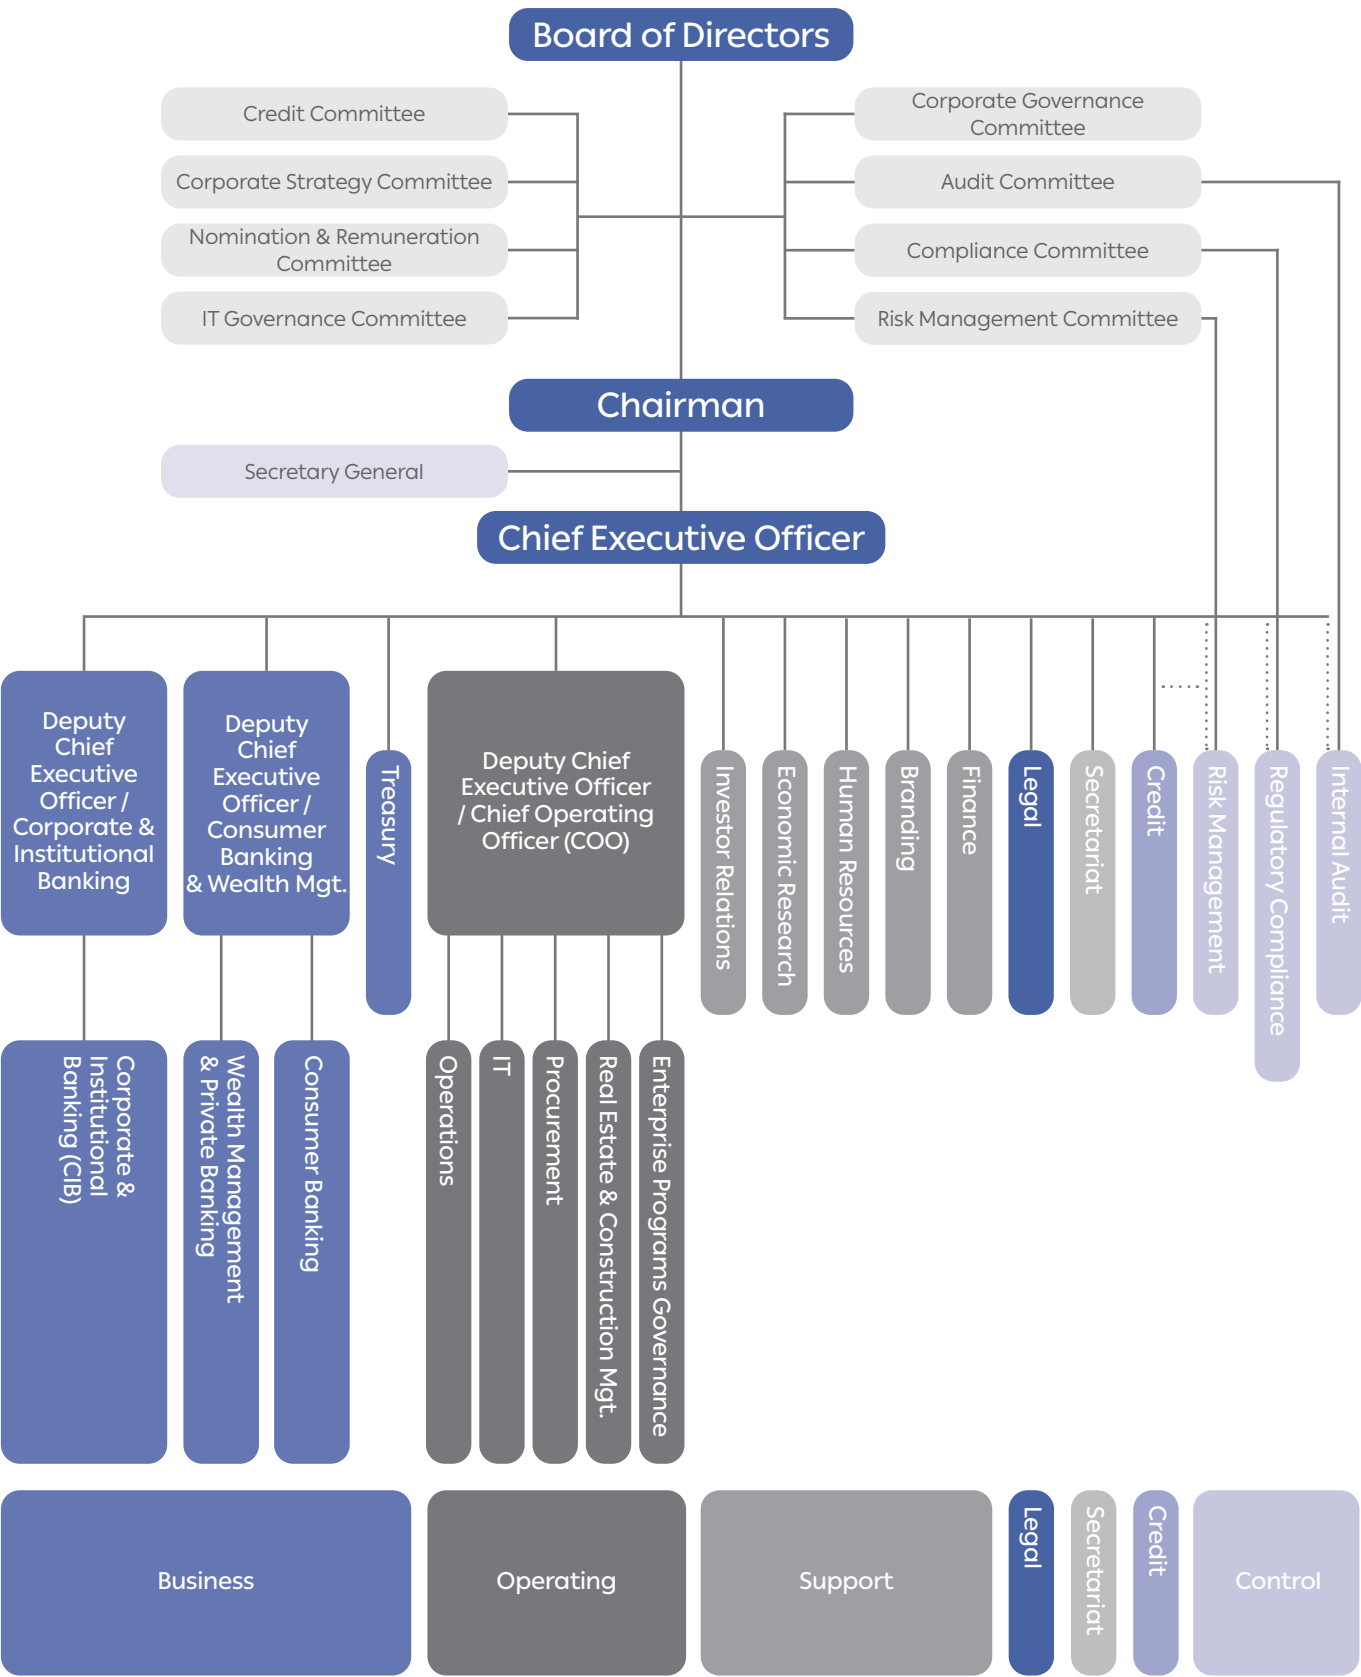 Board of Directors
Credit Committee
Corporate Strategy Committee
Nomination & Remuneration
Committee
IT Governance Committee
Corporate Governance
Committee
Audit Committee
Compliance Committee
Risk Management Committee
Chairman
Secretary General
Chief Executive Officer
Deputy
Chief
Executive
Officer /
Corporate &
Institutional
Banking
Deputy
Chief
Executive
Officer /
Consumer
Banking
& Wealth Mgt.
Treasury
Deputy Chief
Executive Officer
/ Chief Operating
Officer (COO)
Investor Relations
Economic Research
Human Resources
Branding
Finance
Legal
Secretariat
Credit
Risk Management
Regulatory Compliance
Internal Audit
Corporate &
Institutional
Banking (CIB)
Wealth Management
& Private Banking
Consumer Banking
Operations
IT
Procurement
Real Estate & Construction Mgt.
Enterprise Programs Governance
Business
Operating
Support
Legal
Secretariat
Credit
Control